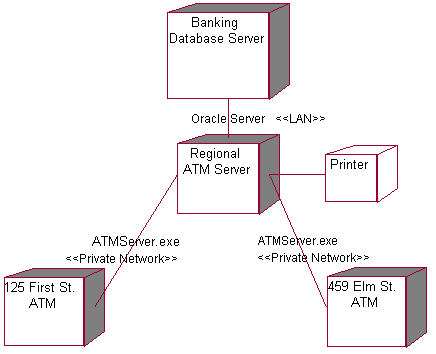 Banking
Database Server
Oracle Server <<LAN>>
Regional
ATM Server
Printer
ATMServer.exe
<<Private Network>>
ATMServer.exe
<<Private Network>>
125 First St.
ATM
459 Elm St.
ATM